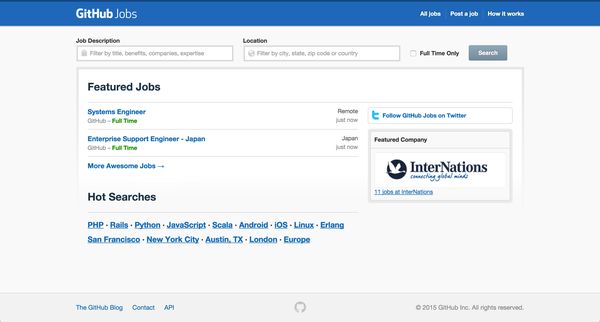 GitHub Jobs
All jobs Post a job How it works
Job Description
Filter by title, benefits, companies, expertise
Location
Filter by city, state, zip code or country
Full Time Only
Search
Featured Jobs
Systems Engineer
Remote
GitHub – Full Time
just now
Enterprise Support Engineer - Japan
Japan
GitHub – Full Time
just now
More Awesome Jobs →
Follow GitHub Jobs on Twitter
Featured Company
InterNations
connecting global minds
11 jobs at InterNations
Hot Searches
PHP · Rails · Python · JavaScript · Scala · Android · iOS · Linux · Erlang
San Francisco · New York City · Austin, TX · London · Europe
The GitHub Blog Contact API
© 2015 GitHub Inc. All rights reserved.